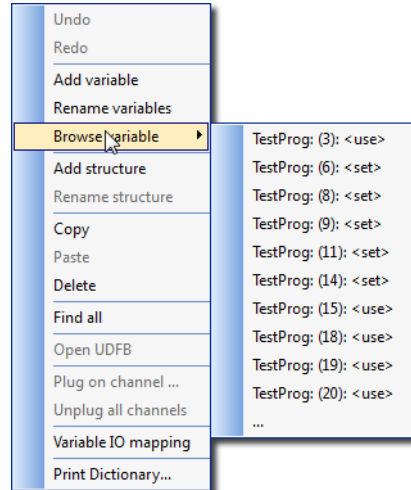 Undo
Redo
Add variable
Rename variables
Browse variable
Add structure
Rename structure
Copy
Paste
Delete
Find all
Open UDFB
Plug on channel ...
Unplug all channels
Variable IO mapping
Print Dictionary...
TestProg: (3): <use>
TestProg: (6): <set>
TestProg: (8): <set>
TestProg: (9): <set>
TestProg: (11): <set>
TestProg: (14): <set>
TestProg: (15): <use>
TestProg: (18): <use>
TestProg: (19): <use>
TestProg: (20): <use>
...